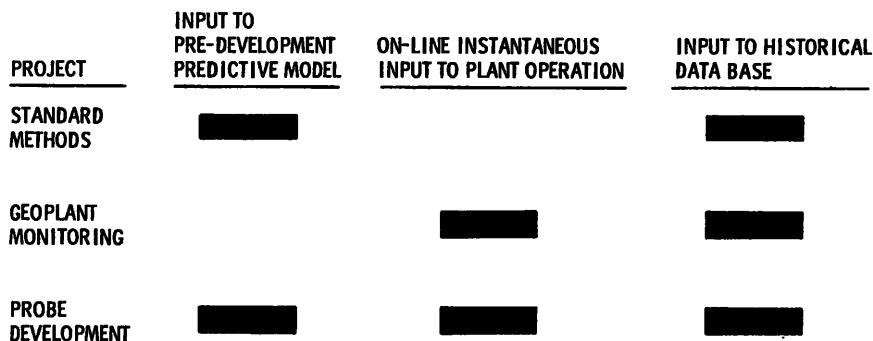 PROJECT
INPUT TO
PRE-DEVELOPMENT
PREDICTIVE MODEL
ON-LINE INSTANTANEOUS
INPUT TO PLANT OPERATION
INPUT TO HISTORICAL
DATA BASE
STANDARD
METHODS
GEOPLANT
MONITORING
PROBE
DEVELOPMENT